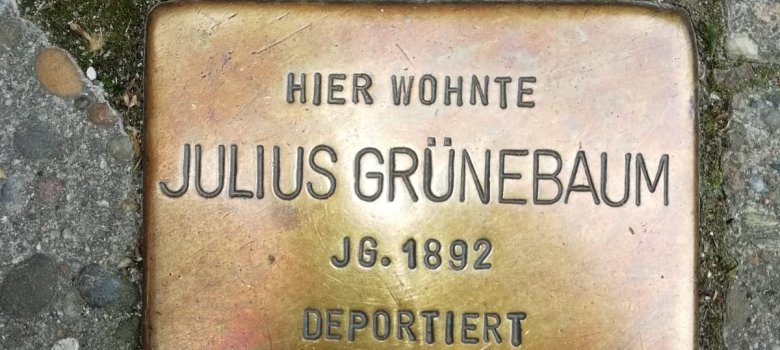 HIER WOHNTE
JULIUS GRÜNEBAUM
JG. 1892
DEPORTIERT